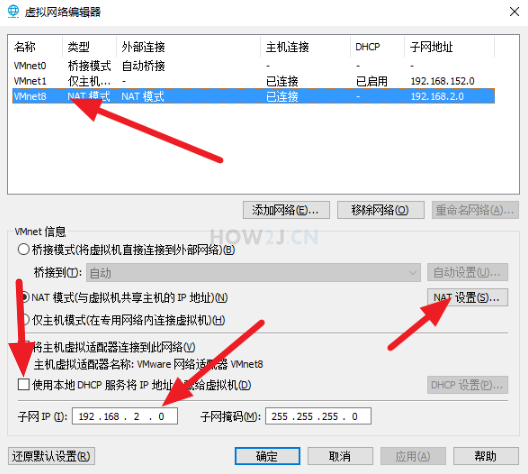 虚拟网络编辑器
名称 类型 外部连接 主机连接 DHCP 子网地址
VMnet0 桥接模式 自动桥接 - - -
VMnet1 仅主机... - 已连接 已启用 192.168.152.0
VMnet8 NAT 模式 NAT 模式 已连接 - 192.168.2.0
添加网络(E)... 移除网络(O) 重命名网络(A)...
VMnet 信息
HOW2J.CN
桥接模式(将虚拟机直接连接到外部网络)(B)
桥接到(T): 自动 自动设置(U)...
NAT 模式(与虚拟机共享主机的 IP 地址)(N) NAT 设置(S)...
仅主机模式(在专用网络内连接虚拟机)(H)
将主机虚拟适配器连接到此网络(V)
主机虚拟适配器名称: VMware 网络适配器 VMnet8
使用本地 DHCP 服务将 IP 地址 给虚拟机(D) DHCP 设置(P)...
子网 IP (I): 192 . 168 . 2 . 0 子网掩码(M): 255 . 255 . 255 . 0
还原默认设置(R) 确定 取消 应用(A) 帮助